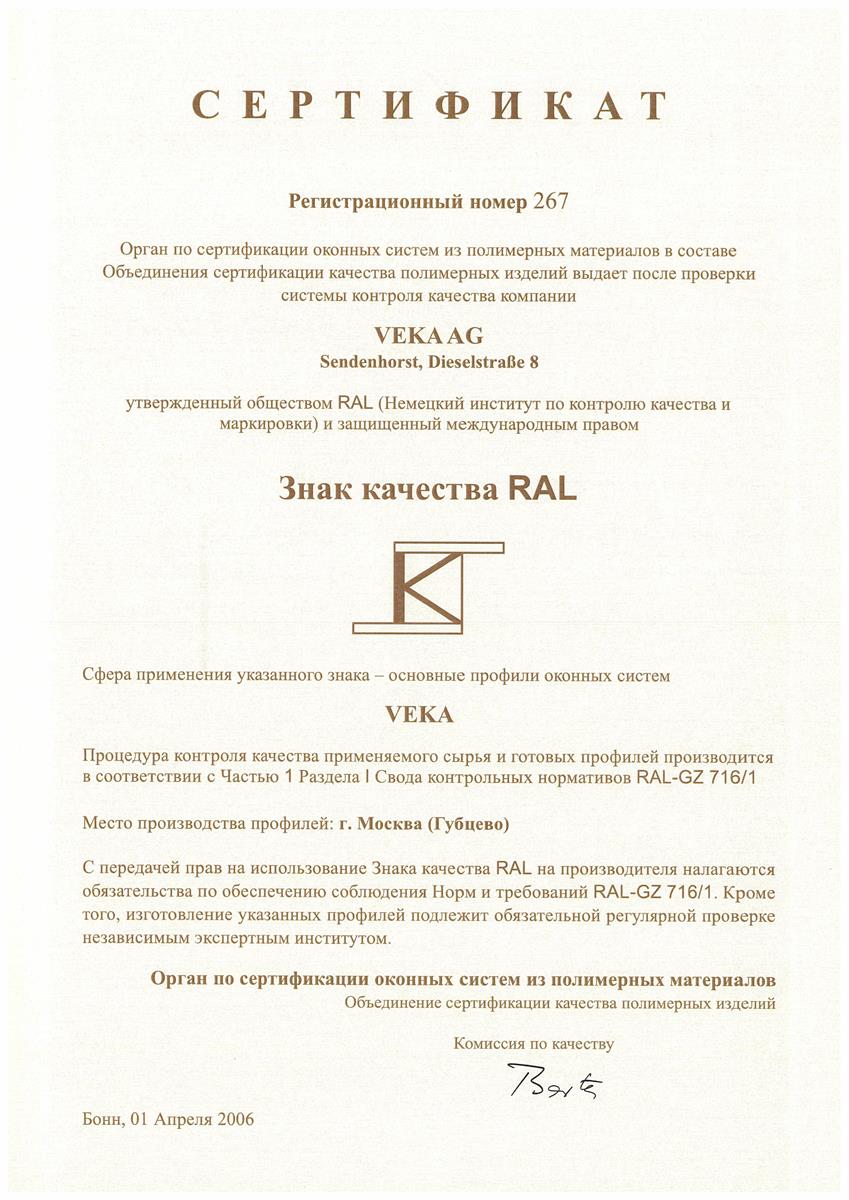 СЕРТИФИКАТ
Регистрационный номер 267
Орган по сертификации оконных систем из полимерных материалов в составе
Объединения сертификации качества полимерных изделий выдает после проверки
системы контроля качества компании
VEKA AG
Sendenhorst, Dieselstraße 8
утвержденный обществом RAL (Немецкий институт по контролю качества и
маркировки) и защищенный международным правом
Знак качества RAL
Сфера применения указанного знака – основные профили оконных систем
VEKA
Процедура контроля качества применяемого сырья и готовых профилей производится
в соответствии с Частью 1 Раздела I Свода контрольных нормативов RAL-GZ 716/1
Место производства профилей: г. Москва (Губцево)
С передачей прав на использование Знака качества RAL на производителя налагаются
обязательства по обеспечению соблюдения Норм и требований RAL-GZ 716/1. Кроме
того, изготовление указанных профилей подлежит обязательной регулярной проверке
независимым экспертным институтом.
Орган по сертификации оконных систем из полимерных материалов
Объединение сертификации качества полимерных изделий
Комиссия по качеству
Бонн, 01 Апреля 2006